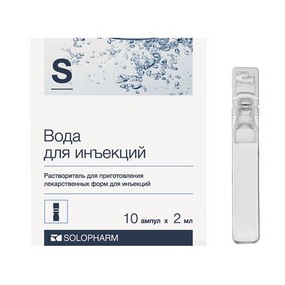 S
Вода
для инъекций
Растворитель для приготовления
лекарственных форм для инъекций
10 ампул х 2 мл
SOLOPHARM